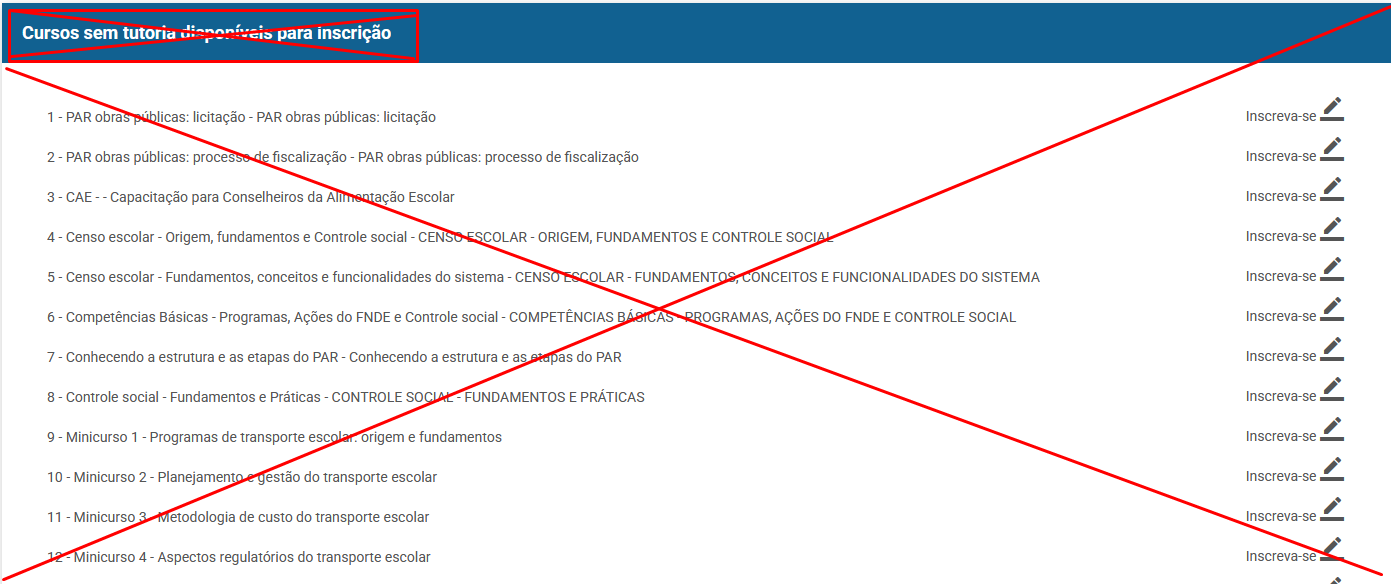 Cursos sem tutoria disponíveis para inscrição
1 - PAR obras públicas: licitação - PAR obras públicas: licitação Inscreva-se
2 - PAR obras públicas: processo de fiscalização - PAR obras públicas: processo de fiscalização Inscreva-se
3 - CAE - - Capacitação para Conselheiros da Alimentação Escolar Inscreva-se
4 - Censo escolar - Origem, fundamentos e Controle social - CENSO ESCOLAR - ORIGEM, FUNDAMENTOS E CONTROLE SOCIAL Inscreva-se
5 - Censo escolar - Fundamentos, conceitos e funcionalidades do sistema - CENSO ESCOLAR - FUNDAMENTOS, CONCEITOS E FUNCIONALIDADES DO SISTEMA Inscreva-se
6 - Competências Básicas - Programas, Ações do FNDE e Controle social - COMPETÊNCIAS BÁSICAS - PROGRAMAS, AÇÕES DO FNDE E CONTROLE SOCIAL Inscreva-se
7 - Conhecendo a estrutura e as etapas do PAR - Conhecendo a estrutura e as etapas do PAR Inscreva-se
8 - Controle social - Fundamentos e Práticas - CONTROLE SOCIAL - FUNDAMENTOS E PRÁTICAS Inscreva-se
9 - Minicurso 1 - Programas de transporte escolar: origem e fundamentos Inscreva-se
10 - Minicurso 2 - Planejamento e gestão do transporte escolar Inscreva-se
11 - Minicurso 3 - Metodologia de custo do transporte escolar Inscreva-se
12 - Minicurso 4 - Aspectos regulatórios do transporte escolar Inscreva-se